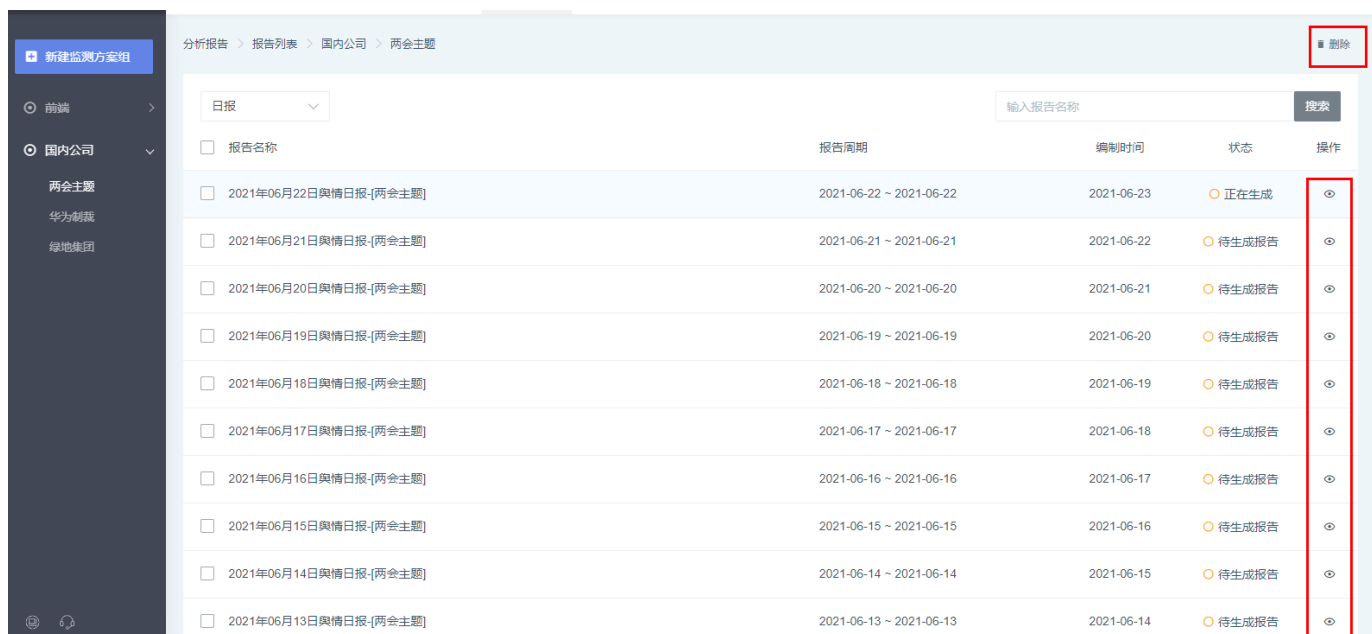 新建监测方案组
前端
国内公司
两会主题
华为制裁
绿地集团
分析报告 > 报告列表 > 国内公司 > 两会主题
删除
日报
输入报告名称
搜索
报告名称 报告周期 编制时间 状态 操作
2021年06月22日舆情日报-[两会主题] 2021-06-22 ~ 2021-06-22 2021-06-23 正在生成
2021年06月21日舆情日报-[两会主题] 2021-06-21 ~ 2021-06-21 2021-06-22 待生成报告
2021年06月20日舆情日报-[两会主题] 2021-06-20 ~ 2021-06-20 2021-06-21 待生成报告
2021年06月19日舆情日报-[两会主题] 2021-06-19 ~ 2021-06-19 2021-06-20 待生成报告
2021年06月18日舆情日报-[两会主题] 2021-06-18 ~ 2021-06-18 2021-06-19 待生成报告
2021年06月17日舆情日报-[两会主题] 2021-06-17 ~ 2021-06-17 2021-06-18 待生成报告
2021年06月16日舆情日报-[两会主题] 2021-06-16 ~ 2021-06-16 2021-06-17 待生成报告
2021年06月15日舆情日报-[两会主题] 2021-06-15 ~ 2021-06-15 2021-06-16 待生成报告
2021年06月14日舆情日报-[两会主题] 2021-06-14 ~ 2021-06-14 2021-06-15 待生成报告
2021年06月13日舆情日报-[两会主题] 2021-06-13 ~ 2021-06-13 2021-06-14 待生成报告